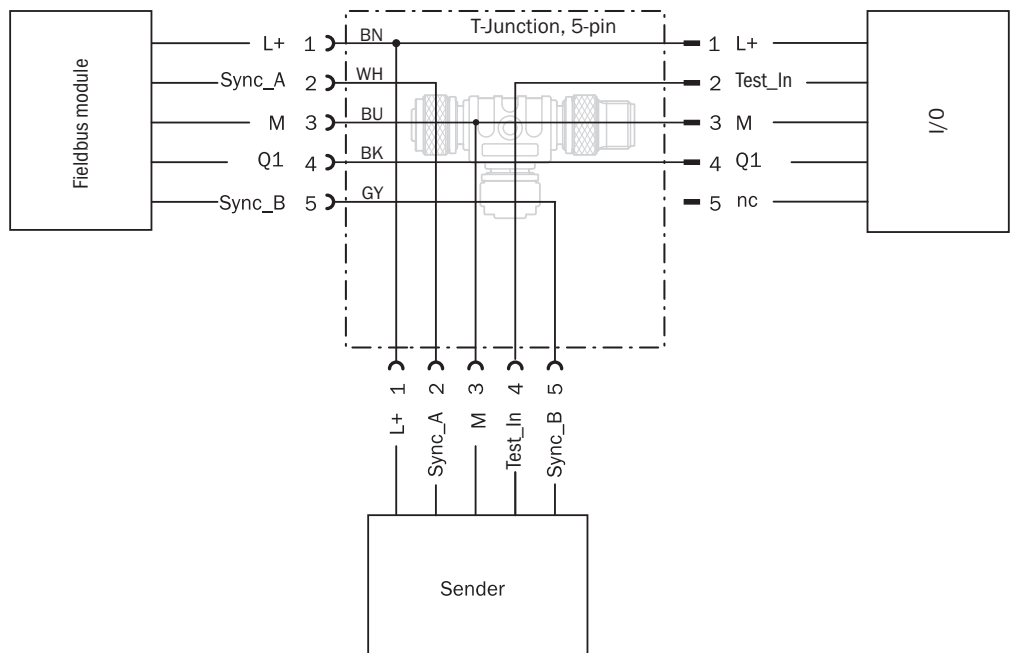 T-Junction, 5-pin
L+ 1 BN 1 L+
Sync_A 2 WH 2 Test_In
M 3 BU 3 M
Q1 4 BK 4 Q1
Sync_B 5 GY 5 nc
Fieldbus module
I/O
1 2 3 4 5
L+ Sync_A M Test_In Sync_B
Sender